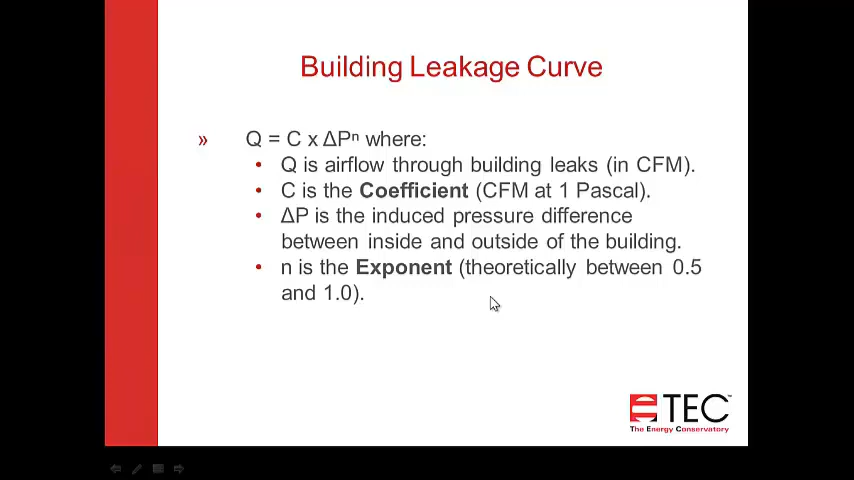 Building Leakage Curve
» Q = C x ΔPⁿ where:
• Q is airflow through building leaks (in CFM).
• C is the Coefficient (CFM at 1 Pascal).
• ΔP is the induced pressure difference
between inside and outside of the building.
• n is the Exponent (theoretically between 0.5
and 1.0).
TEC™
The Energy Conservatory